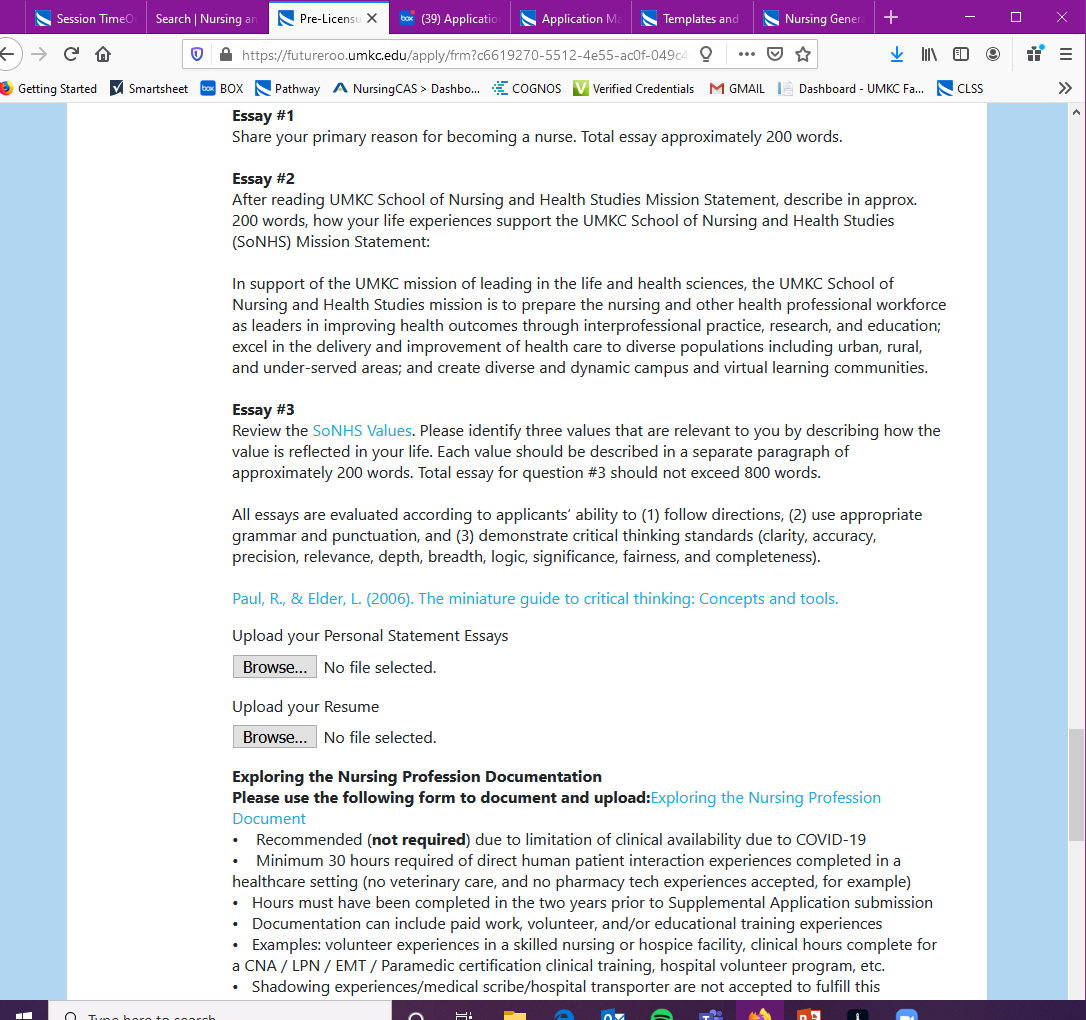 Session TimeO
Search | Nursing an
Pre-Licensu
(39) Applicatio
Application Ma
Templates and
Nursing Gener
https://futureroo.umkc.edu/apply/frm?c6619270-5512-4e55-ac0f-049c4
Getting Started
Smartsheet
box BOX
Pathway
NursingCAS > Dashbo...
COGNOS
Verified Credentials
GMAIL
Dashboard - UMKC Fa...
CLSS
Essay #1
Share your primary reason for becoming a nurse. Total essay approximately 200 words.
Essay #2
After reading UMKC School of Nursing and Health Studies Mission Statement, describe in approx.
200 words, how your life experiences support the UMKC School of Nursing and Health Studies
(SoNHS) Mission Statement:
In support of the UMKC mission of leading in the life and health sciences, the UMKC School of
Nursing and Health Studies mission is to prepare the nursing and other health professional workforce
as leaders in improving health outcomes through interprofessional practice, research, and education;
excel in the delivery and improvement of health care to diverse populations including urban, rural,
and under-served areas; and create diverse and dynamic campus and virtual learning communities.
Essay #3
Review the SoNHS Values. Please identify three values that are relevant to you by describing how the
value is reflected in your life. Each value should be described in a separate paragraph of
approximately 200 words. Total essay for question #3 should not exceed 800 words.
All essays are evaluated according to applicants' ability to (1) follow directions, (2) use appropriate
grammar and punctuation, and (3) demonstrate critical thinking standards (clarity, accuracy,
precision, relevance, depth, breadth, logic, significance, fairness, and completeness).
Paul, R., & Elder, L. (2006). The miniature guide to critical thinking: Concepts and tools.
Upload your Personal Statement Essays
Browse... No file selected.
Upload your Resume
Browse... No file selected.
Exploring the Nursing Profession Documentation
Please use the following form to document and upload:Exploring the Nursing Profession
Document
• Recommended (not required) due to limitation of clinical availability due to COVID-19
• Minimum 30 hours required of direct human patient interaction experiences completed in a
healthcare setting (no veterinary care, and no pharmacy tech experiences accepted, for example)
• Hours must have been completed in the two years prior to Supplemental Application submission
• Documentation can include paid work, volunteer, and/or educational training experiences
• Examples: volunteer experiences in a skilled nursing or hospice facility, clinical hours complete for
a CNA / LPN / EMT / Paramedic certification clinical training, hospital volunteer program, etc.
• Shadowing experiences/medical scribe/hospital transporter are not accepted to fulfill this
Type here to search